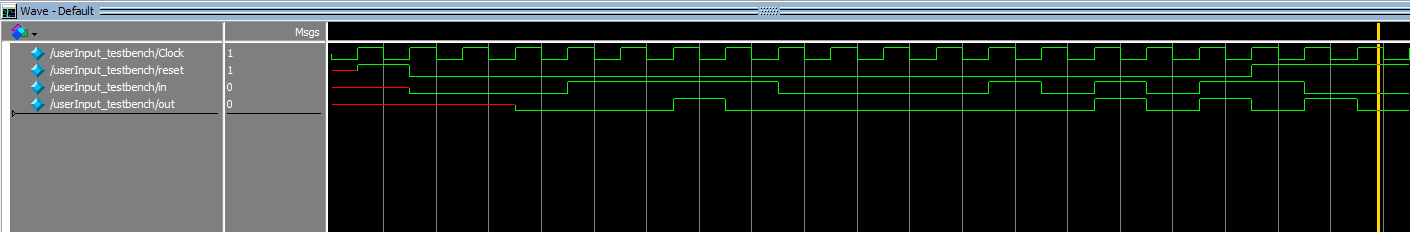 Wave - Default
Msgs
/userInput_testbench/Clock 1
/userInput_testbench/reset 1
/userInput_testbench/in 0
/userInput_testbench/out 0